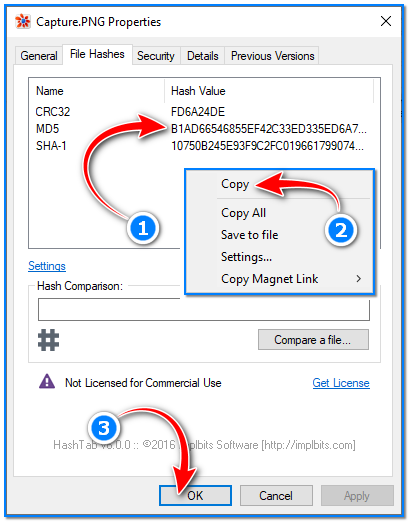 Capture.PNG Properties
General File Hashes Security Details Previous Versions
Name Hash Value
CRC32 FD6A24DE
MD5 B1AD66546855EF42C33ED335ED6A7...
SHA-1 10750B245E93F9C2FC019661799074...
1
Copy
2
Copy All
Save to file
Settings...
Copy Magnet Link >
Settings
Hash Comparison:
Compare a file...
Not Licensed for Commercial Use
Get License
3
HashTab v6.0.0 :: ©2016 Implbits Software [http://implbits.com]
OK Cancel Apply